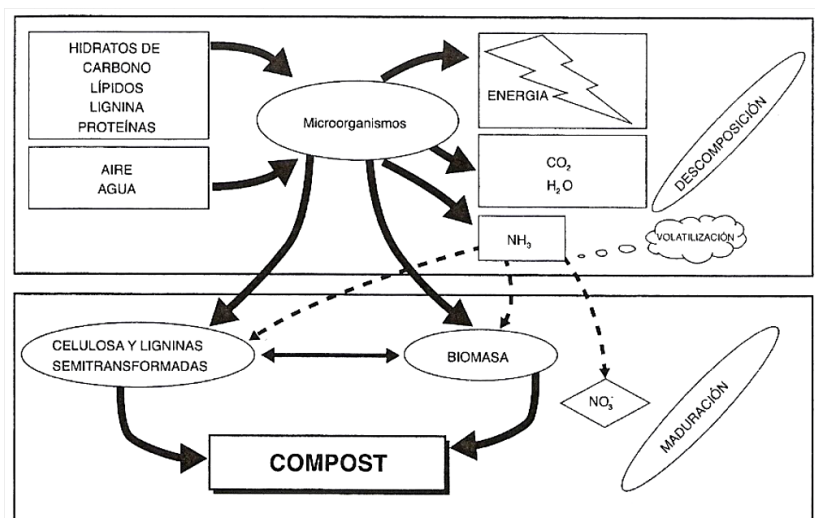 HIDRATOS DE
CARBONO
LÍPIDOS
LIGNINA
PROTEÍNAS
AIRE
AGUA
Microorganismos
ENERGIA
CO₂
H₂O
NH₃
VOLATILIZACIÓN
DESCOMPOSICIÓN
CELULOSA Y LIGNINAS
SEMITRANSFORMADAS
BIOMASA
NO₃⁻
MADURACIÓN
COMPOST